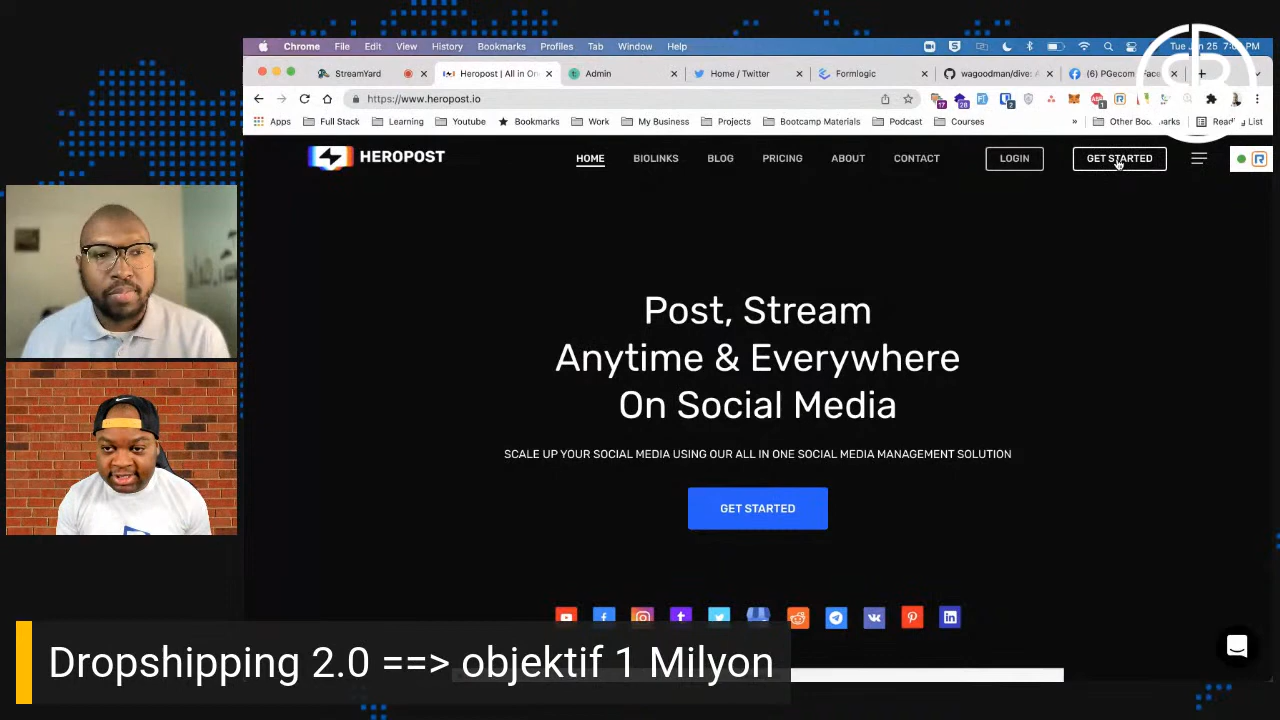 Chrome File Edit View History Bookmarks Profiles Tab Window Help
StreamYard
Heropost | All in On
Admin
Home / Twitter
Formlogic
wagoodman/dive: A
(6) PGecom
https://www.heropost.io
Apps Full Stack Learning Youtube Bookmarks Work My Business Projects Bootcamp Materials Podcast Courses » Other
HEROPOST
HOME BIOLINKS BLOG PRICING ABOUT CONTACT LOGIN GET STARTED
Post, Stream
Anytime & Everywhere
On Social Media
SCALE UP YOUR SOCIAL MEDIA USING OUR ALL IN ONE SOCIAL MEDIA MANAGEMENT SOLUTION
GET STARTED
Dropshipping 2.0 ==> objektif 1 Milyon